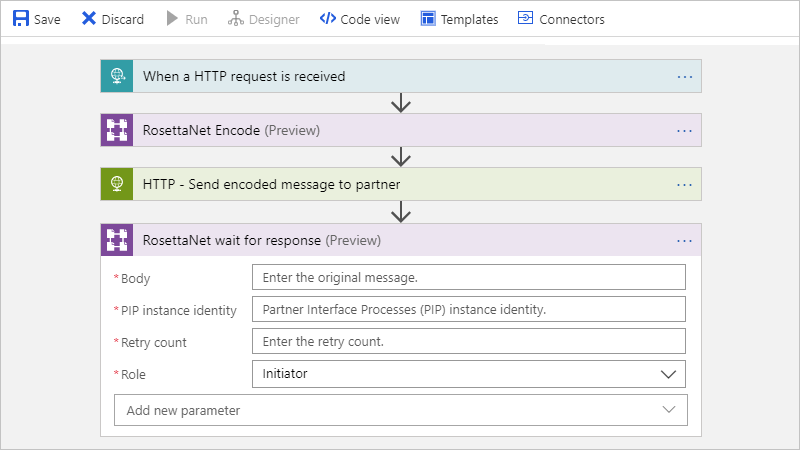 Save Discard Run Designer Code view Templates Connectors
When a HTTP request is received ...
RosettaNet Encode (Preview) ...
HTTP - Send encoded message to partner ...
RosettaNet wait for response (Preview) ...
*Body Enter the original message.
*PIP instance identity Partner Interface Processes (PIP) instance identity.
*Retry count Enter the retry count.
*Role Initiator
Add new parameter